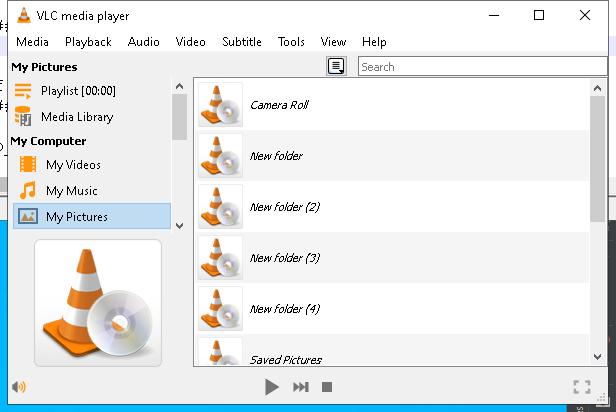 VLC media player
Media Playback Audio Video Subtitle Tools View Help
My Pictures
Search
Playlist [00:00]
Media Library
My Computer
My Videos
My Music
My Pictures
Camera Roll
New folder
New folder (2)
New folder (3)
New folder (4)
Saved Pictures